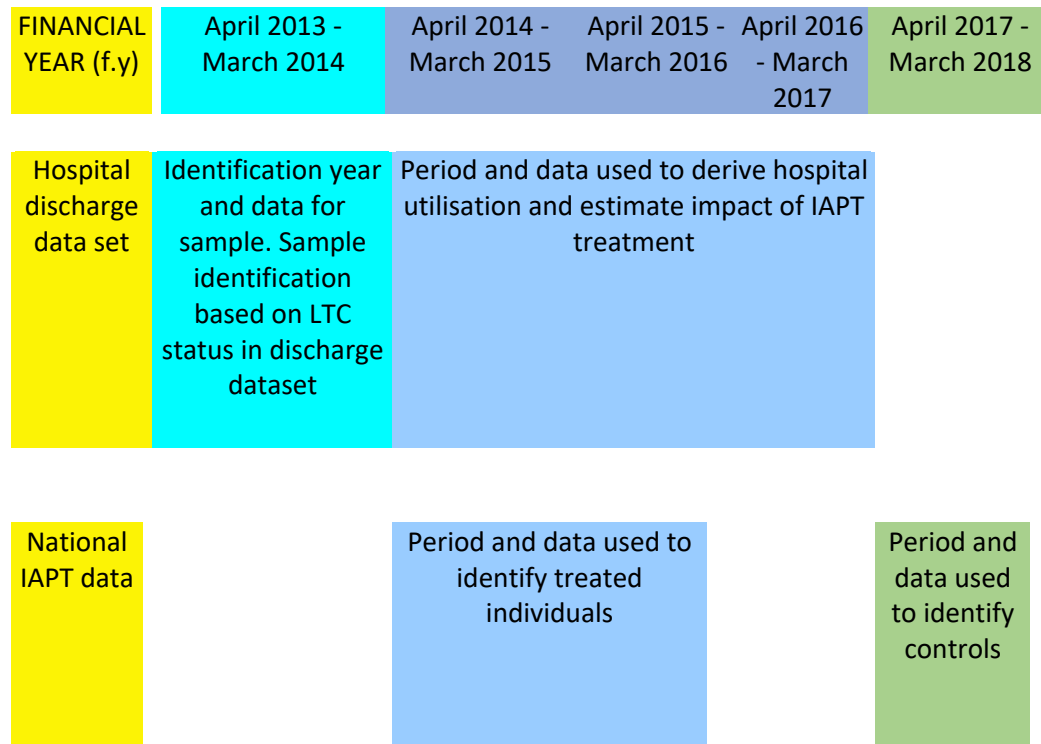 FINANCIAL
YEAR (f.y)
April 2013 -
March 2014
April 2014 -
March 2015
April 2015 -
March 2016
April 2016
- March
2017
April 2017 -
March 2018
Hospital
discharge
data set
Identification year
and data for
sample. Sample
identification
based on LTC
status in discharge
dataset
Period and data used to derive hospital
utilisation and estimate impact of IAPT
treatment
National
IAPT data
Period and data used to
identify treated
individuals
Period and
data used
to identify
controls